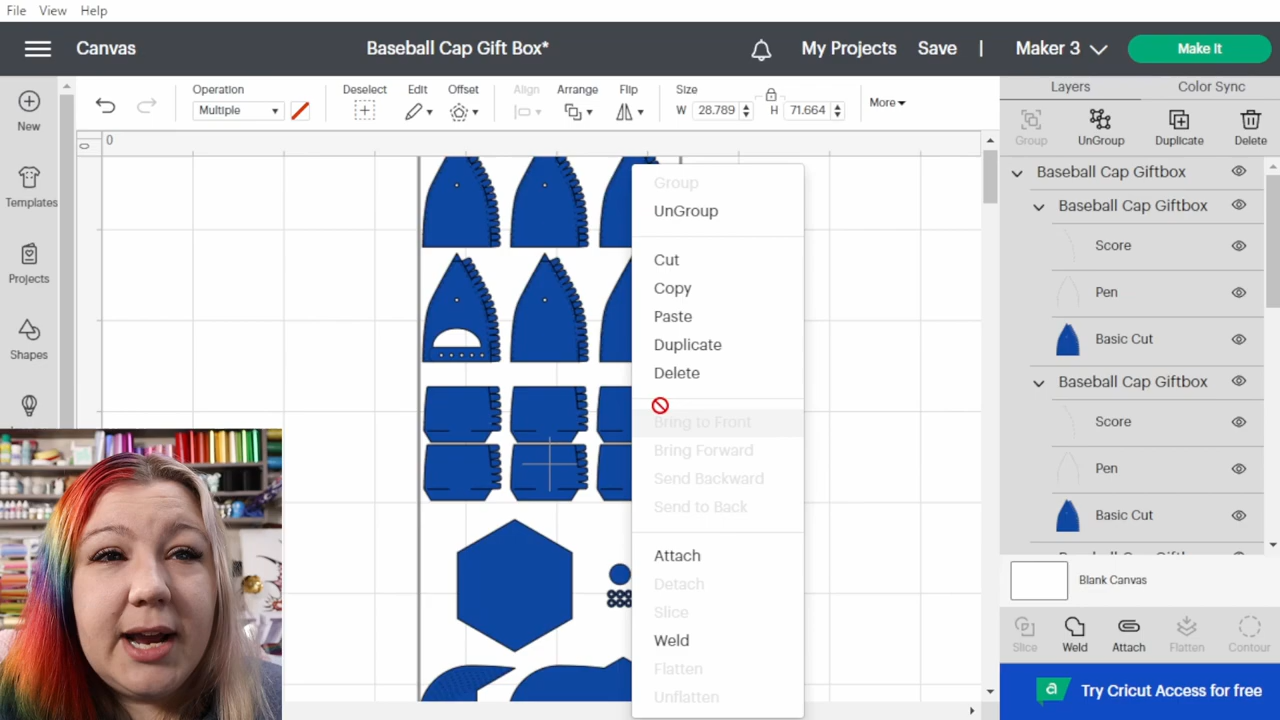 File View Help
Canvas
Baseball Cap Gift Box*
My Projects Save | Maker 3 Make It
Operation Deselect Edit Offset Align Arrange Flip Size
Multiple W 28.789 H 71.664 More
Layers Color Sync
Group UnGroup Duplicate Delete
New
Templates
Projects
Shapes
0
Group
UnGroup
Cut
Copy
Paste
Duplicate
Delete
Bring to Front
Bring Forward
Send Backward
Send to Back
Attach
Detach
Slice
Weld
Flatten
Unflatten
Baseball Cap Giftbox
Baseball Cap Giftbox
Score
Pen
Basic Cut
Baseball Cap Giftbox
Score
Pen
Basic Cut
Blank Canvas
Slice Weld Attach Flatten Contour
a Try Cricut Access for free